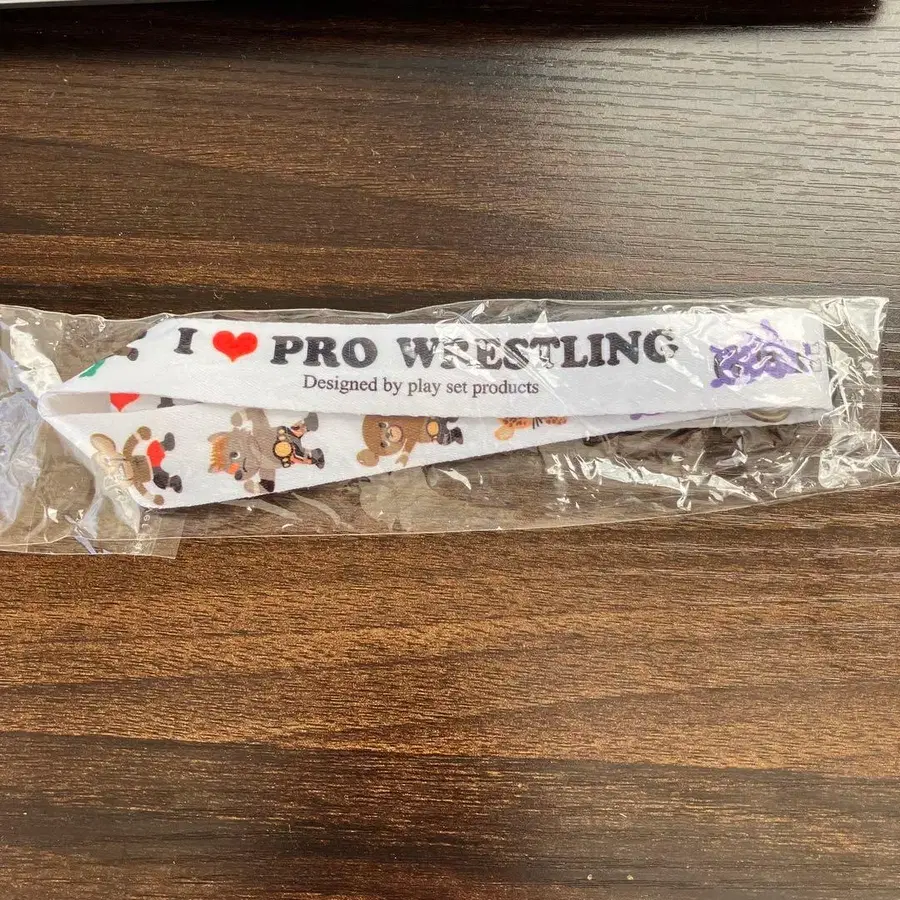 I ❤ PRO WRESTLING
Designed by play set products